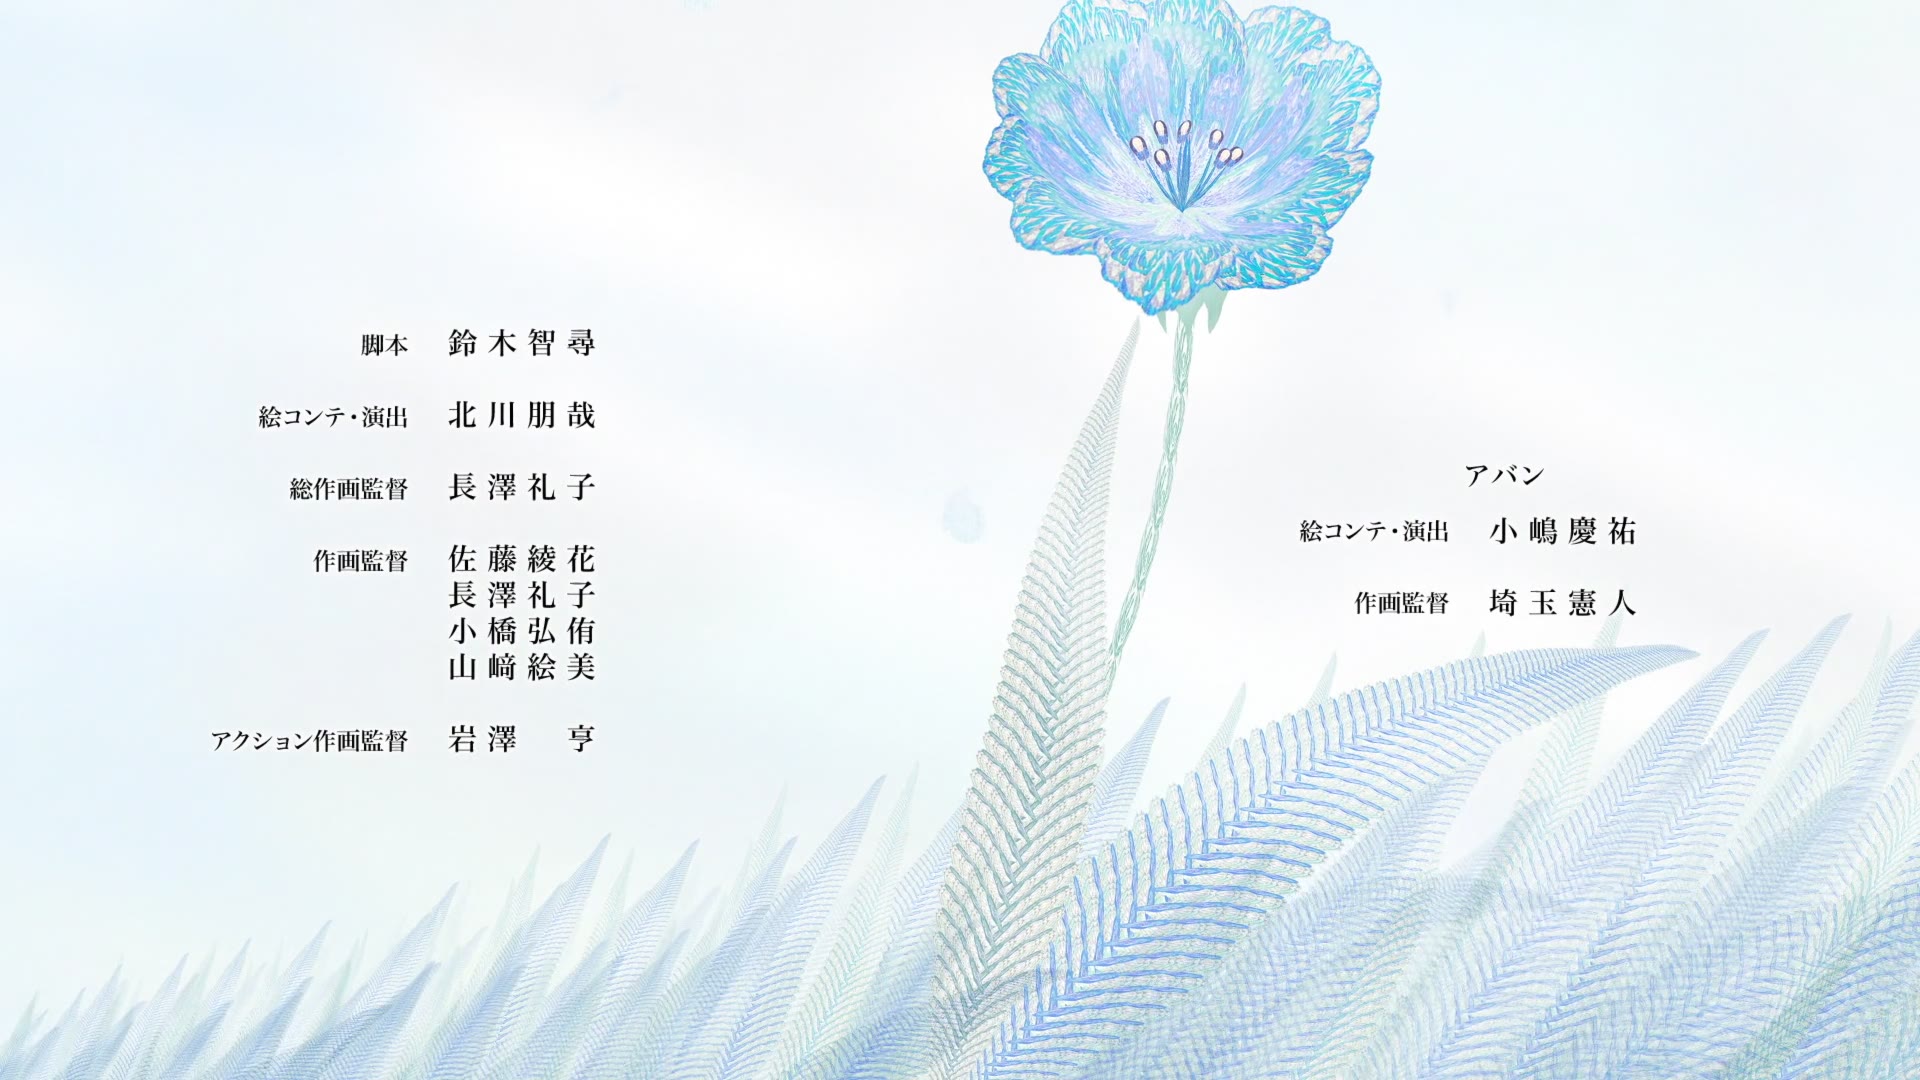 脚本 鈴木智尋
絵コンテ・演出 北川朋哉
総作画監督 長澤礼子
作画監督 佐藤綾花
長澤礼子
小橋弘侑
山﨑絵美
アクション作画監督 岩澤　亨
アバン
絵コンテ・演出 小嶋慶祐
作画監督 埼玉憲人